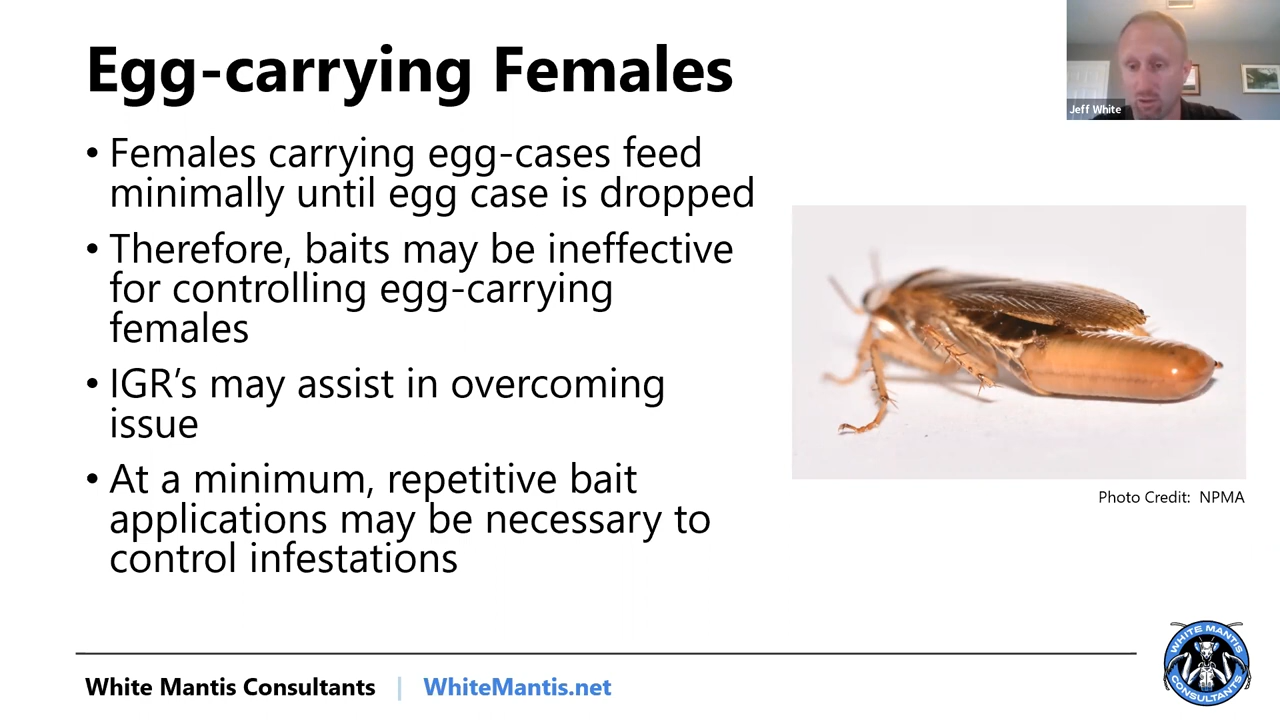 Egg-carrying Females
Jeff White
• Females carrying egg-cases feed
minimally until egg case is dropped
• Therefore, baits may be ineffective
for controlling egg-carrying
females
• IGR’s may assist in overcoming
issue
• At a minimum, repetitive bait
applications may be necessary to
control infestations
Photo Credit: NPMA
White Mantis Consultants | WhiteMantis.net
WHITE MANTIS
CONSULTANTS